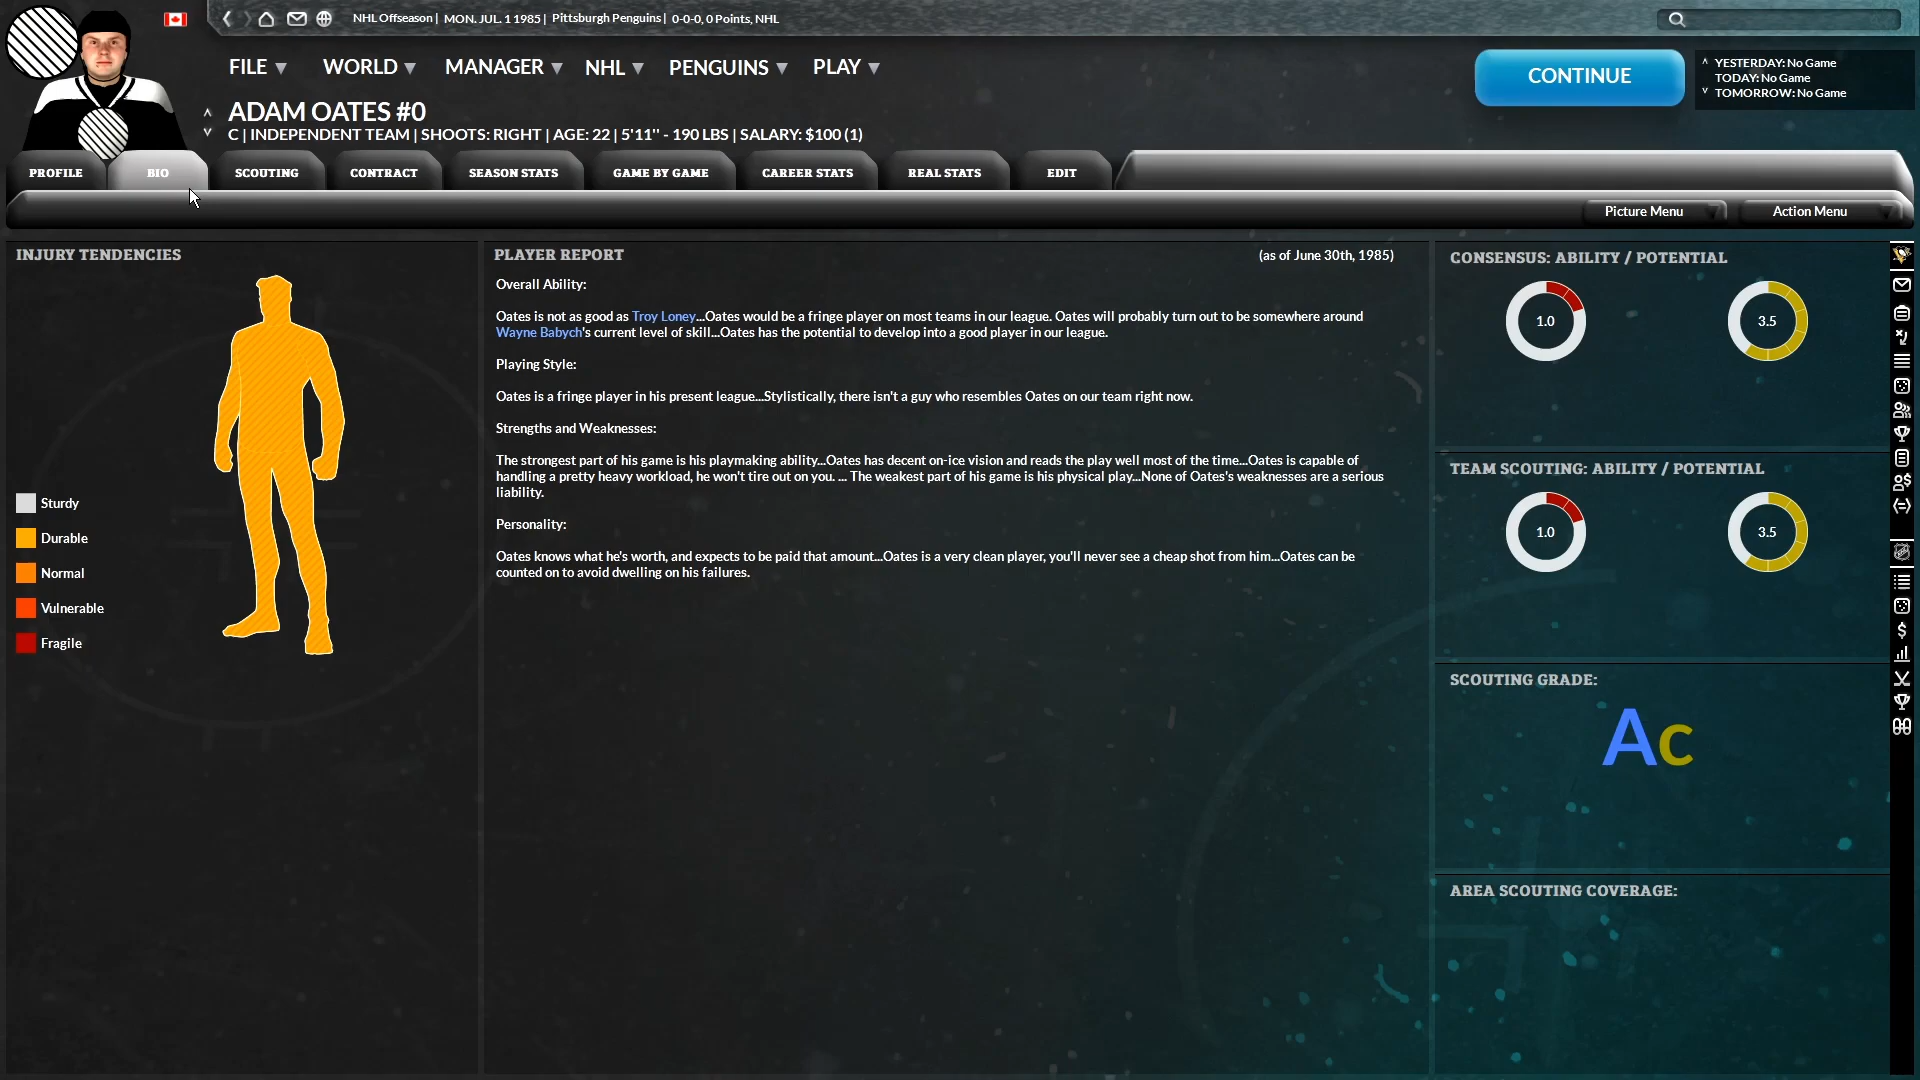 NHL Offseason | MON. JUL. 1 1985 | Pittsburgh Penguins | 0-0-0, 0 Points, NHL
FILE WORLD MANAGER NHL PENGUINS PLAY
CONTINUE
YESTERDAY: No Game
TODAY: No Game
TOMORROW: No Game
ADAM OATES #0
C | INDEPENDENT TEAM | SHOOTS: RIGHT | AGE: 22 | 5'11'' - 190 LBS | SALARY: $100 (1)
PROFILE BIO SCOUTING CONTRACT SEASON STATS GAME BY GAME CAREER STATS REAL STATS EDIT
Picture Menu Action Menu
INJURY TENDENCIES
Sturdy
Durable
Normal
Vulnerable
Fragile
PLAYER REPORT (as of June 30th, 1985)
Overall Ability:
Oates is not as good as Troy Loney...Oates would be a fringe player on most teams in our league. Oates will probably turn out to be somewhere around
Wayne Babych's current level of skill...Oates has the potential to develop into a good player in our league.
Playing Style:
Oates is a fringe player in his present league...Stylistically, there isn't a guy who resembles Oates on our team right now.
Strengths and Weaknesses:
The strongest part of his game is his playmaking ability...Oates has decent on-ice vision and reads the play well most of the time...Oates is capable of
handling a pretty heavy workload, he won't tire out on you. ... The weakest part of his game is his physical play...None of Oates's weaknesses are a serious
liability.
Personality:
Oates knows what he's worth, and expects to be paid that amount...Oates is a very clean player, you'll never see a cheap shot from him...Oates can be
counted on to avoid dwelling on his failures.
CONSENSUS: ABILITY / POTENTIAL
1.0 3.5
TEAM SCOUTING: ABILITY / POTENTIAL
1.0 3.5
SCOUTING GRADE:
Ac
AREA SCOUTING COVERAGE: